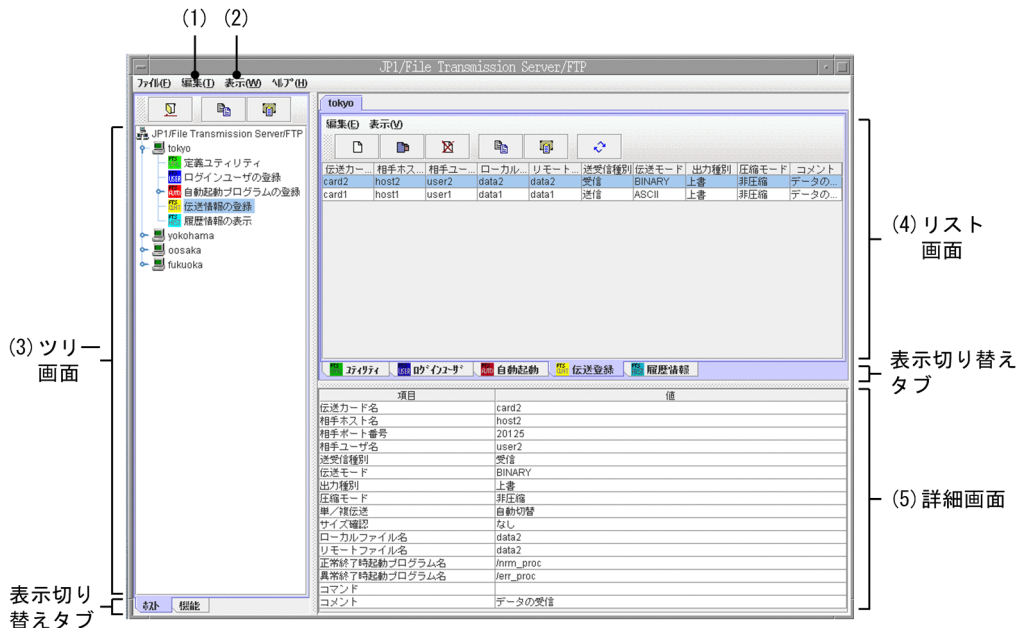 (1) (2)
JP1/File Transmission Server/FTP
ファイル(F) 編集(I) 表示(W) ヘルプ(H)
JP1/File Transmission Server/FTP
tokyo
定義ユティリティ
ログインユーザの登録
自動起動プログラムの登録
伝送情報の登録
履歴情報の表示
yokohama
oosaka
fukuoka
ホスト 機能
tokyo
編集(E) 表示(V)
伝送カー... 相手ホス... 相手ユー... ローカル... リモート... 送受信種別 伝送モード 出力種別 圧縮モード コメント
card2 host2 user2 data2 data2 受信 BINARY 上書 非圧縮 データの...
card1 host1 user1 data1 data1 送信 ASCII 上書 非圧縮 データの...
ユティリティ ログインユーザ 自動起動 伝送登録 履歴情報
項目 値
伝送カード名 card2
相手ホスト名 host2
相手ポート番号 20125
相手ユーザ名 user2
送受信種別 受信
伝送モード BINARY
出力種別 上書
圧縮モード 非圧縮
単／複伝送 自動切替
サイズ確認 なし
ローカルファイル名 data2
リモートファイル名 data2
正常終了時起動プログラム名 /nrm_proc
異常終了時起動プログラム名 /err_proc
コマンド
コメント データの受信
(3)ツリー
画面
表示切り
替えタブ
(4)リスト
画面
表示切り替え
タブ
(5)詳細画面